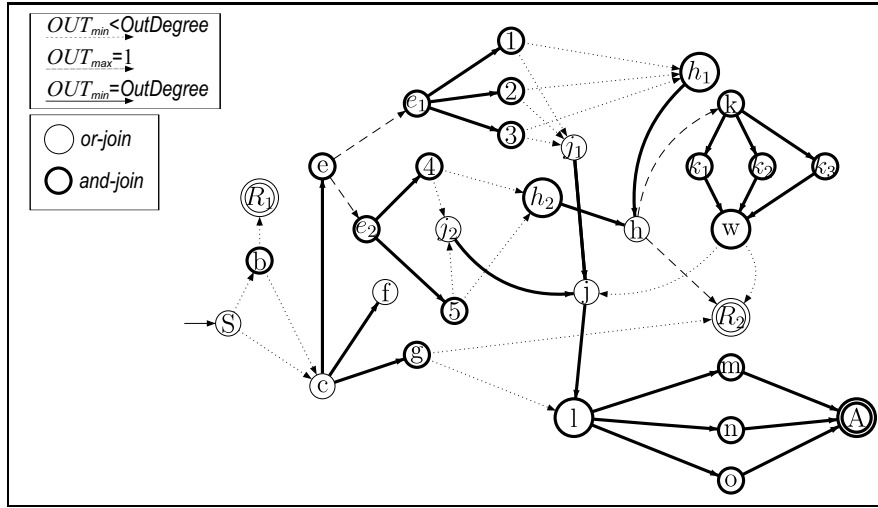 OUTmin<OutDegree
OUTmax=1
OUTmin=OutDegree
or-join
and-join
1
h1
e1
2
k
3
j1
e
4
k1
k2
k3
R1
h2
e2
j2
h
w
b
f
j
5
R2
S
g
m
c
l
A
n
o